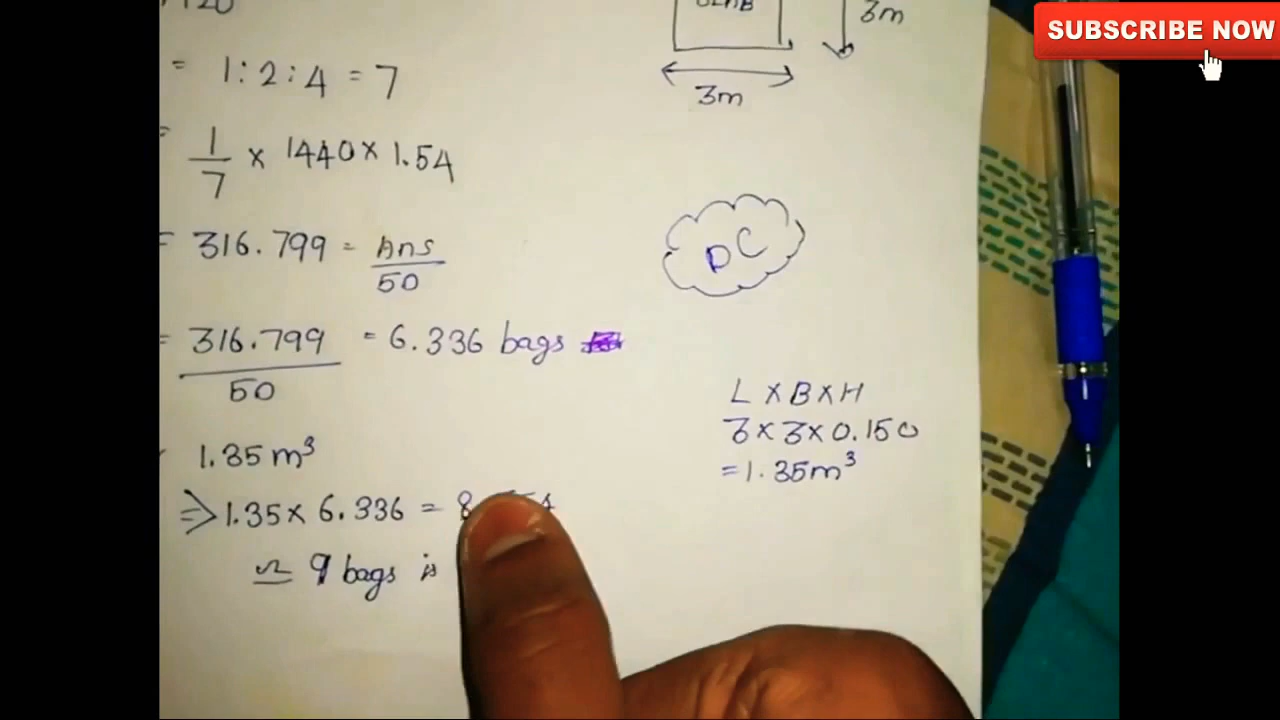 SUBSCRIBE NOW
= 1:2:4 = 7
3m
3m
1/7 × 1440 × 1.54
= 316.799 = Ans/50
DC
= 316.799/50 = 6.336 bags
L × B × H
3 × 3 × 0.150
= 1.35m³
1.35 m³
⇒ 1.35 × 6.336 = 8
≃ 9 bags is